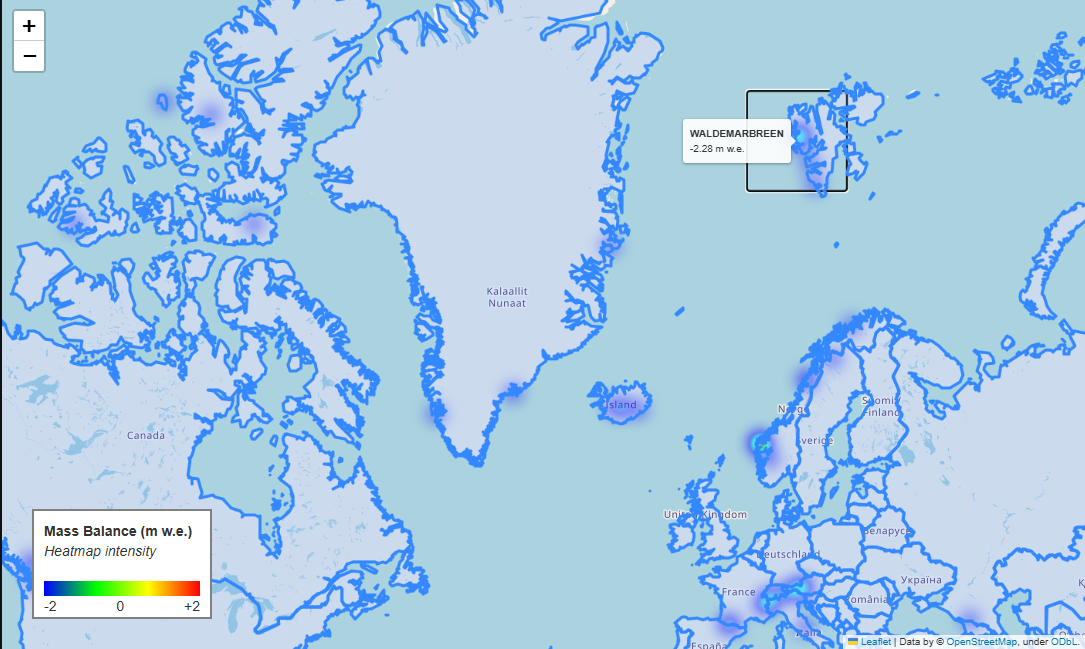 +
−
WALDEMARBREEN
-2.28 m w.e.
Kalaallit
Nunaat
Canada
Norge
Suomi/
Finland
Sverige
United Kingdom
Беларусь
Deutschland
France
Україна
România
Italia
España
Mass Balance (m w.e.)
Heatmap intensity
-2 0 +2
Leaflet | Data by © OpenStreetMap, under ODbL.